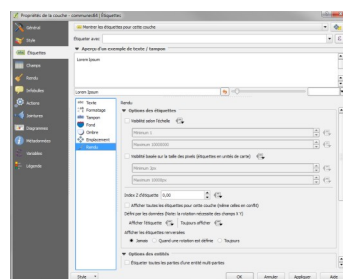 Propriétés de la couche - communes86 | Étiquettes
Général
Style
Étiquettes
Champs
Rendu
Infobulles
Actions
Jointures
Diagrammes
Métadonnées
Variables
Légende
Montrer les étiquettes pour cette couche
Étiqueter avec
Aperçu d'un exemple de texte / tampon
Lorem Ipsum
Lorem Ipsum
Texte
Formatage
Tampon
Fond
Ombre
Emplacement
Rendu
Rendu
Options des étiquettes
Visibilité selon l'échelle
Minimum 1
Maximum 10000000
Visibilité basée sur la taille des pixels (étiquettes en unités de carte)
Minimum 3px
Maximum 10000px
Index Z d'étiquette 0,00
Afficher toutes les étiquettes pour cette couche (même celles en conflit)
Défini par les données (Note: la rotation nécessite des champs X Y)
Afficher l'étiquette Toujours afficher
Afficher les étiquettes renversées
Jamais Quand une rotation est définie Toujours
Options des entités
Étiqueter toutes les parties d'une entité multi-parties
Style OK Annuler Appliquer Aide